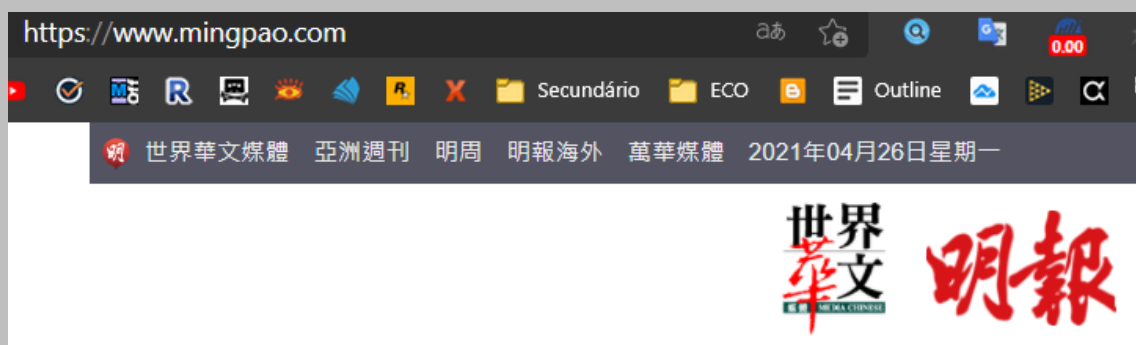 https://www.mingpao.com
0.00
Secundário ECO Outline
世界華文媒體 亞洲週刊 明周 明報海外 萬華媒體 2021年04月26日星期一
世界
華文
MEDIA CHINESE
明報